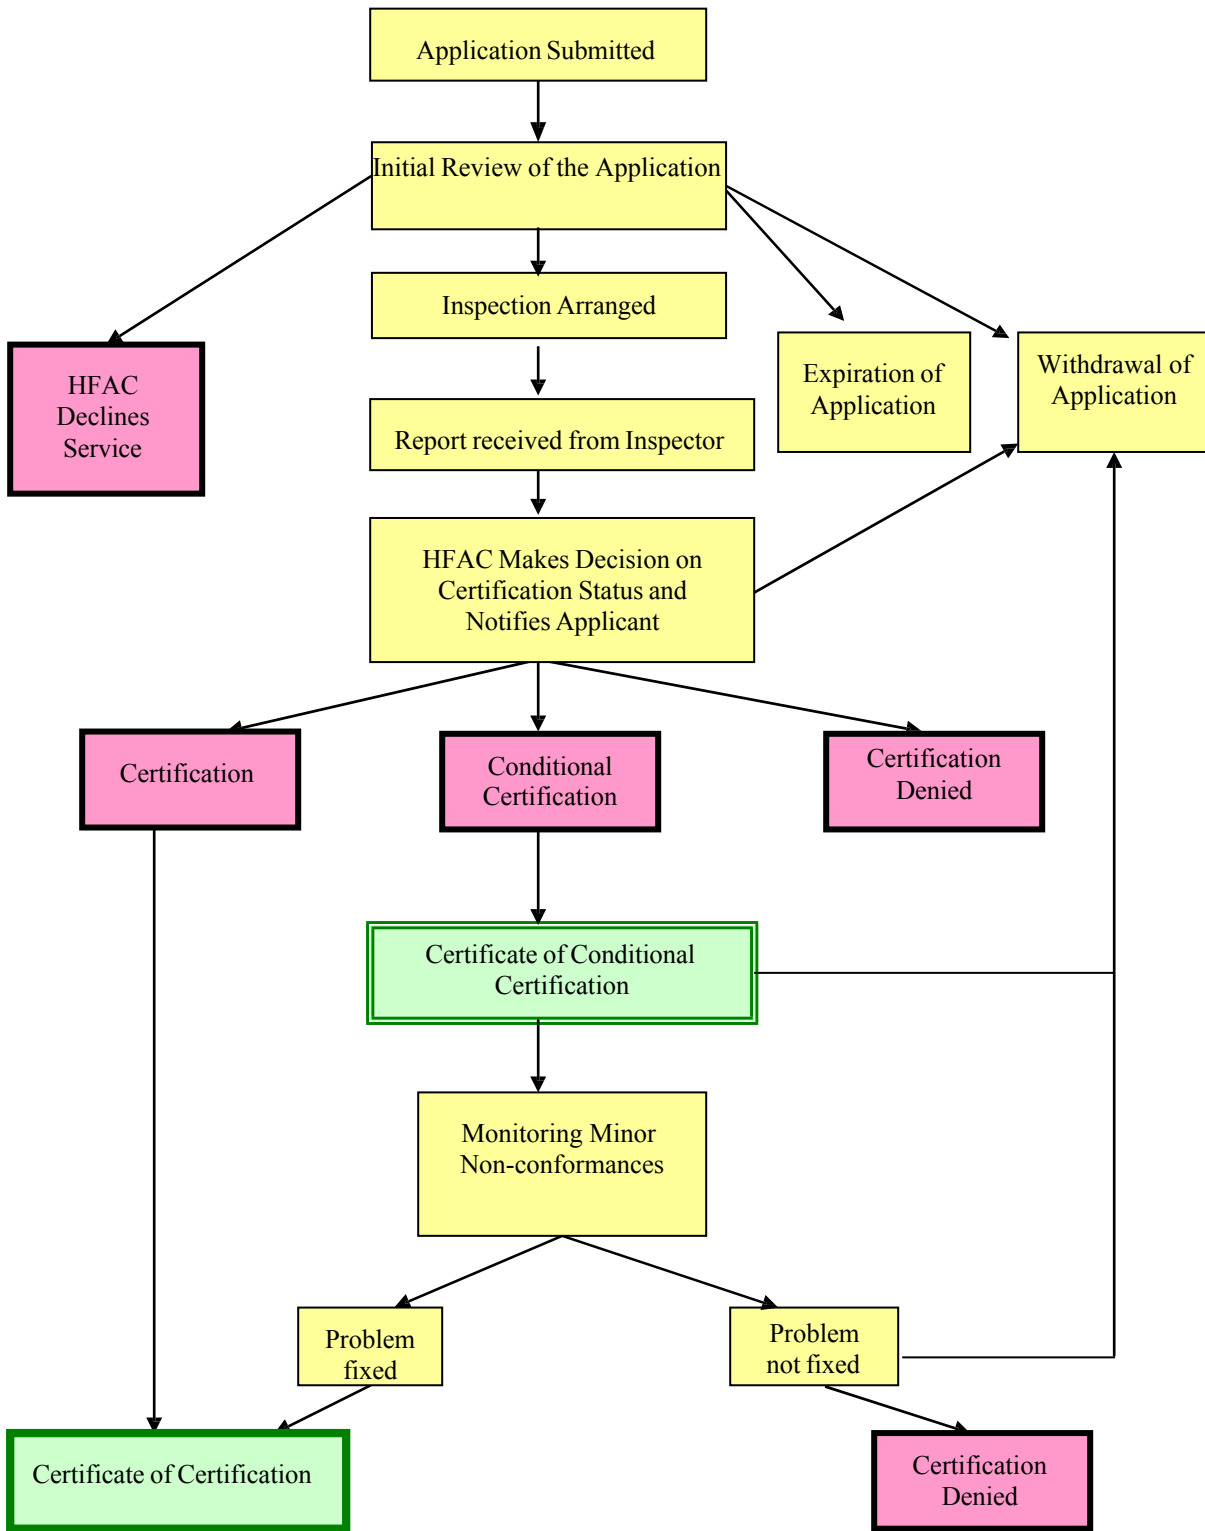 Application Submitted
Initial Review of the Application
Inspection Arranged
HFAC
Declines
Service
Expiration of
Application
Withdrawal of
Application
Report received from Inspector
HFAC Makes Decision on
Certification Status and
Notifies Applicant
Certification
Conditional
Certification
Certification
Denied
Certificate of Conditional
Certification
Monitoring Minor
Non-conformances
Problem
fixed
Problem
not fixed
Certificate of Certification
Certification
Denied